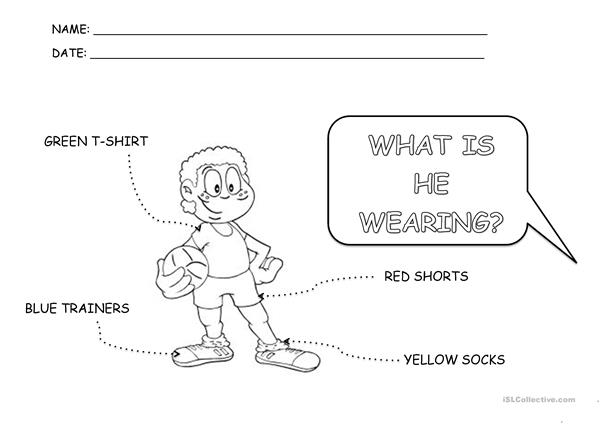 NAME:
DATE:
GREEN T-SHIRT
WHAT IS
HE
WEARING?
RED SHORTS
BLUE TRAINERS
YELLOW SOCKS
iSLCollective.com